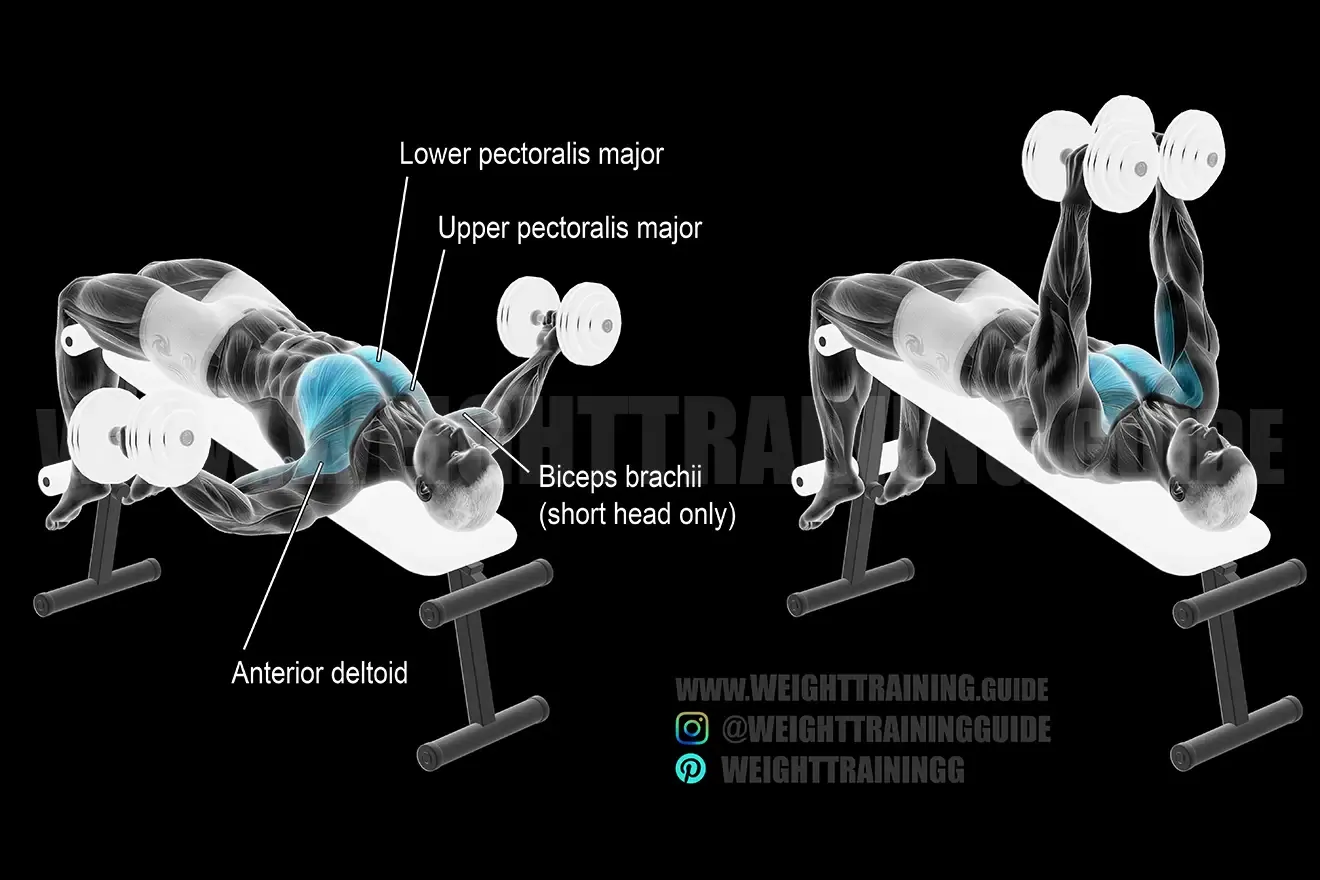 Lower pectoralis major
Upper pectoralis major
Biceps brachii
(short head only)
Anterior deltoid
WWW.WEIGHTTRAINING.GUIDE
WWW.WEIGHTTRAINING.GUIDE
@WEIGHTTRAININGGUIDE
WEIGHTTRAININGG